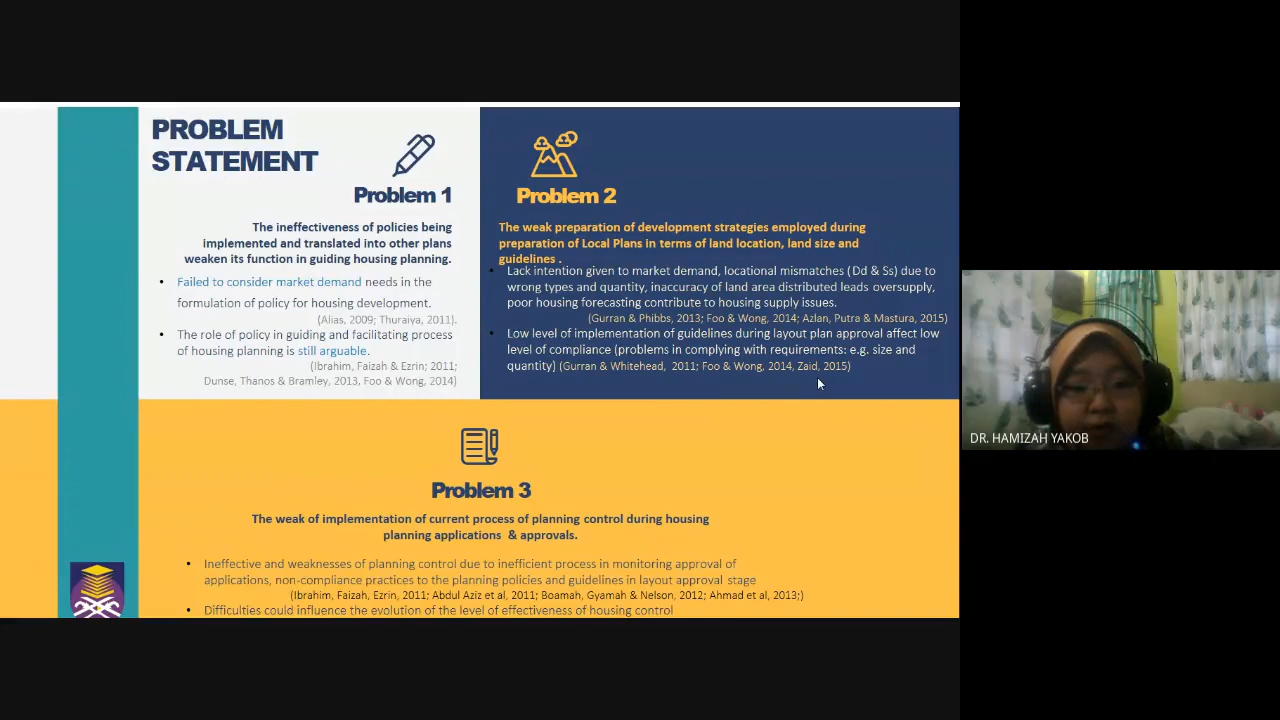 PROBLEM
STATEMENT
Problem 1
The ineffectiveness of policies being
implemented and translated into other plans
weaken its function in guiding housing planning.
• Failed to consider market demand needs in the
formulation of policy for housing development.
(Alias, 2009; Thuraiya, 2011).
• The role of policy in guiding and facilitating process
of housing planning is still arguable.
(Ibrahim, Faizah & Ezrin; 2011;
Dunse, Thanos & Bramley, 2013, Foo & Wong, 2014)
Problem 2
The weak preparation of development strategies employed during
preparation of Local Plans in terms of land location, land size and
guidelines .
• Lack intention given to market demand, locational mismatches (Dd & Ss) due to
wrong types and quantity, inaccuracy of land area distributed leads oversupply,
poor housing forecasting contribute to housing supply issues.
(Gurran & Phibbs, 2013; Foo & Wong, 2014; Azlan, Putra & Mastura, 2015)
• Low level of implementation of guidelines during layout plan approval affect low
level of compliance (problems in complying with requirements: e.g. size and
quantity) (Gurran & Whitehead, 2011; Foo & Wong, 2014, Zaid, 2015)
Problem 3
The weak of implementation of current process of planning control during housing
planning applications & approvals.
• Ineffective and weaknesses of planning control due to inefficient process in monitoring approval of
applications, non-compliance practices to the planning policies and guidelines in layout approval stage
(Ibrahim, Faizah, Ezrin, 2011; Abdul Aziz et al, 2011; Boamah, Gyamah & Nelson, 2012; Ahmad et al, 2013;)
• Difficulties could influence the evolution of the level of effectiveness of housing control
DR. HAMIZAH YAKOB